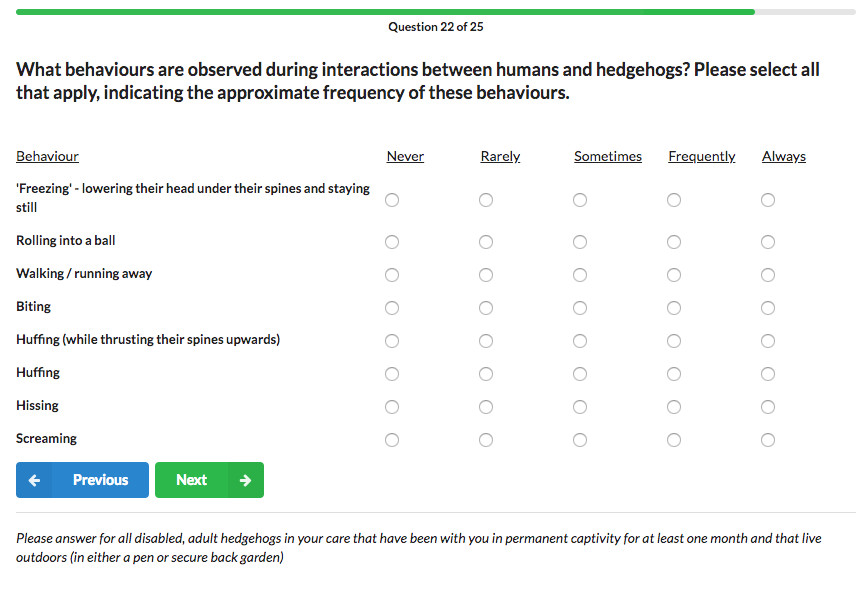 Question 22 of 25
What behaviours are observed during interactions between humans and hedgehogs? Please select all
that apply, indicating the approximate frequency of these behaviours.
Behaviour Never Rarely Sometimes Frequently Always
'Freezing' - lowering their head under their spines and staying
still
Rolling into a ball
Walking / running away
Biting
Huffing (while thrusting their spines upwards)
Huffing
Hissing
Screaming
Previous Next
Please answer for all disabled, adult hedgehogs in your care that have been with you in permanent captivity for at least one month and that live
outdoors (in either a pen or secure back garden)